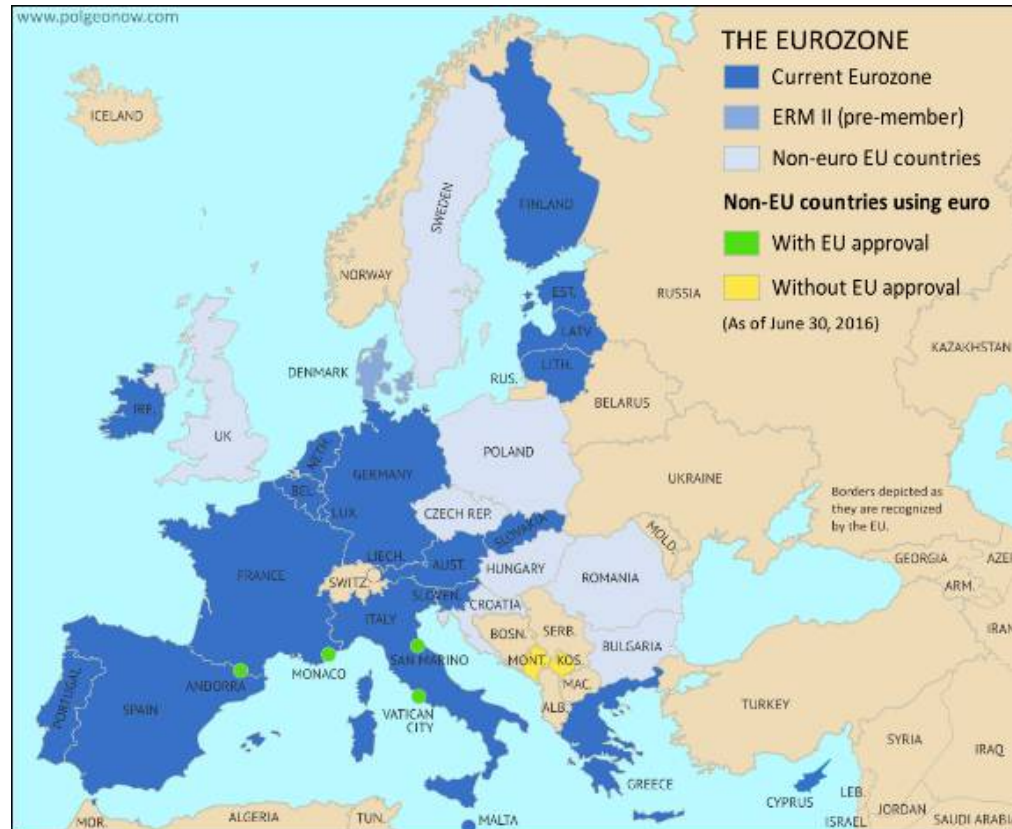 www.polgeonow.com
THE EUROZONE
Current Eurozone
ERM II (pre-member)
Non-euro EU countries
Non-EU countries using euro
With EU approval
Without EU approval
(As of June 30, 2016)
ICELAND
SWEDEN
FINLAND
NORWAY
RUSSIA
EST.
LATV.
LITH.
KAZAKHSTAN
DENMARK
RUS.
BELARUS
IRE.
UK
NETH.
POLAND
GERMANY
BEL.
LUX.
UKRAINE
Borders depicted as
they are recognized
by the EU.
CZECH REP.
SLOVAKIA
MOLD.
LIECH.
AUST.
HUNGARY
FRANCE
SWITZ.
ROMANIA
GEORGIA
AZE
ARM.
SLOVEN.
CROATIA
ITALY
BOSN.
SERB.
BULGARIA
IRAN
SAN MARINO
MONT.
KOS.
MONACO
ANDORRA
MAC.
PORTUGAL
SPAIN
VATICAN
CITY
ALB.
TURKEY
SYRIA
IRAQ
GREECE
CYPRUS
LEB.
MOR.
ALGERIA
TUN.
MALTA
ISRAEL
JORDAN
SAUDI ARABI